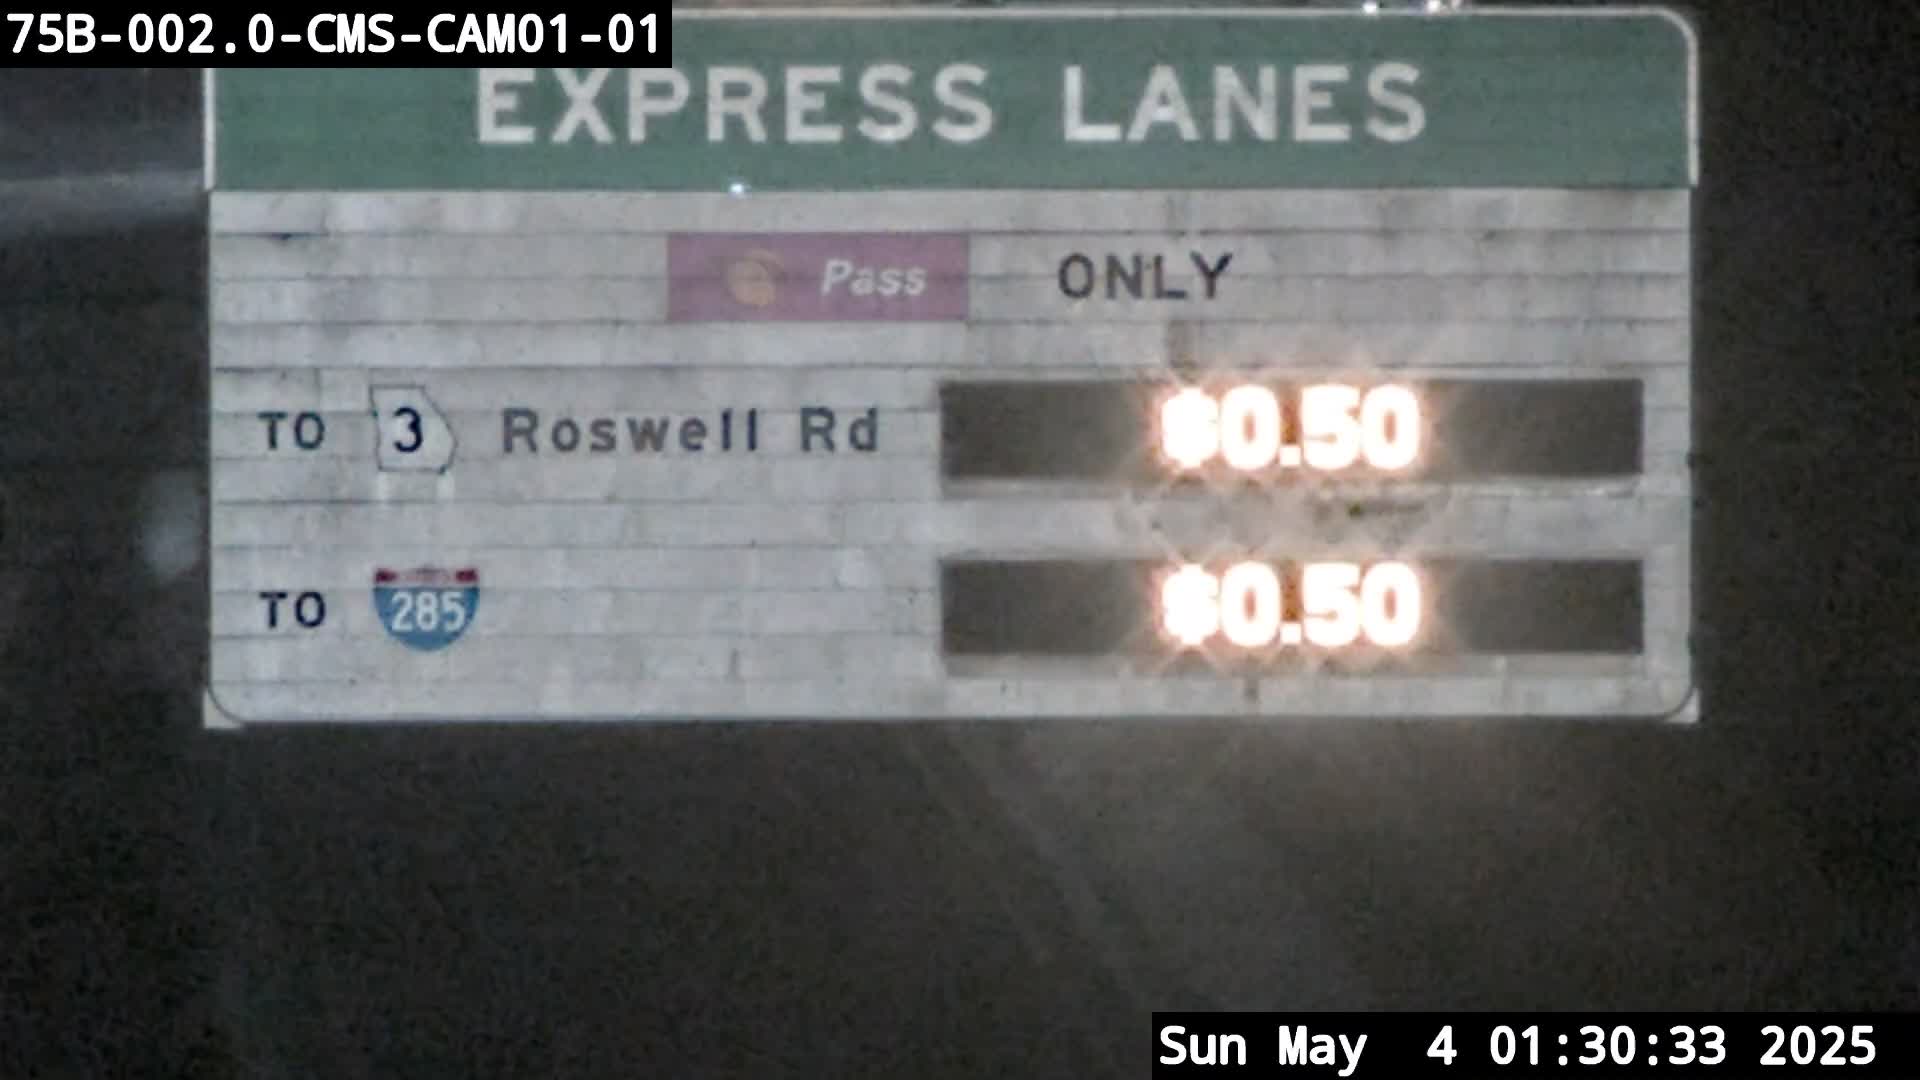 75B-002.0-CMS-CAM01-01
EXPRESS LANES
Pass ONLY
TO 3 Roswell Rd $0.50
TO 285 $0.50
Sun May 4 01:30:33 2025